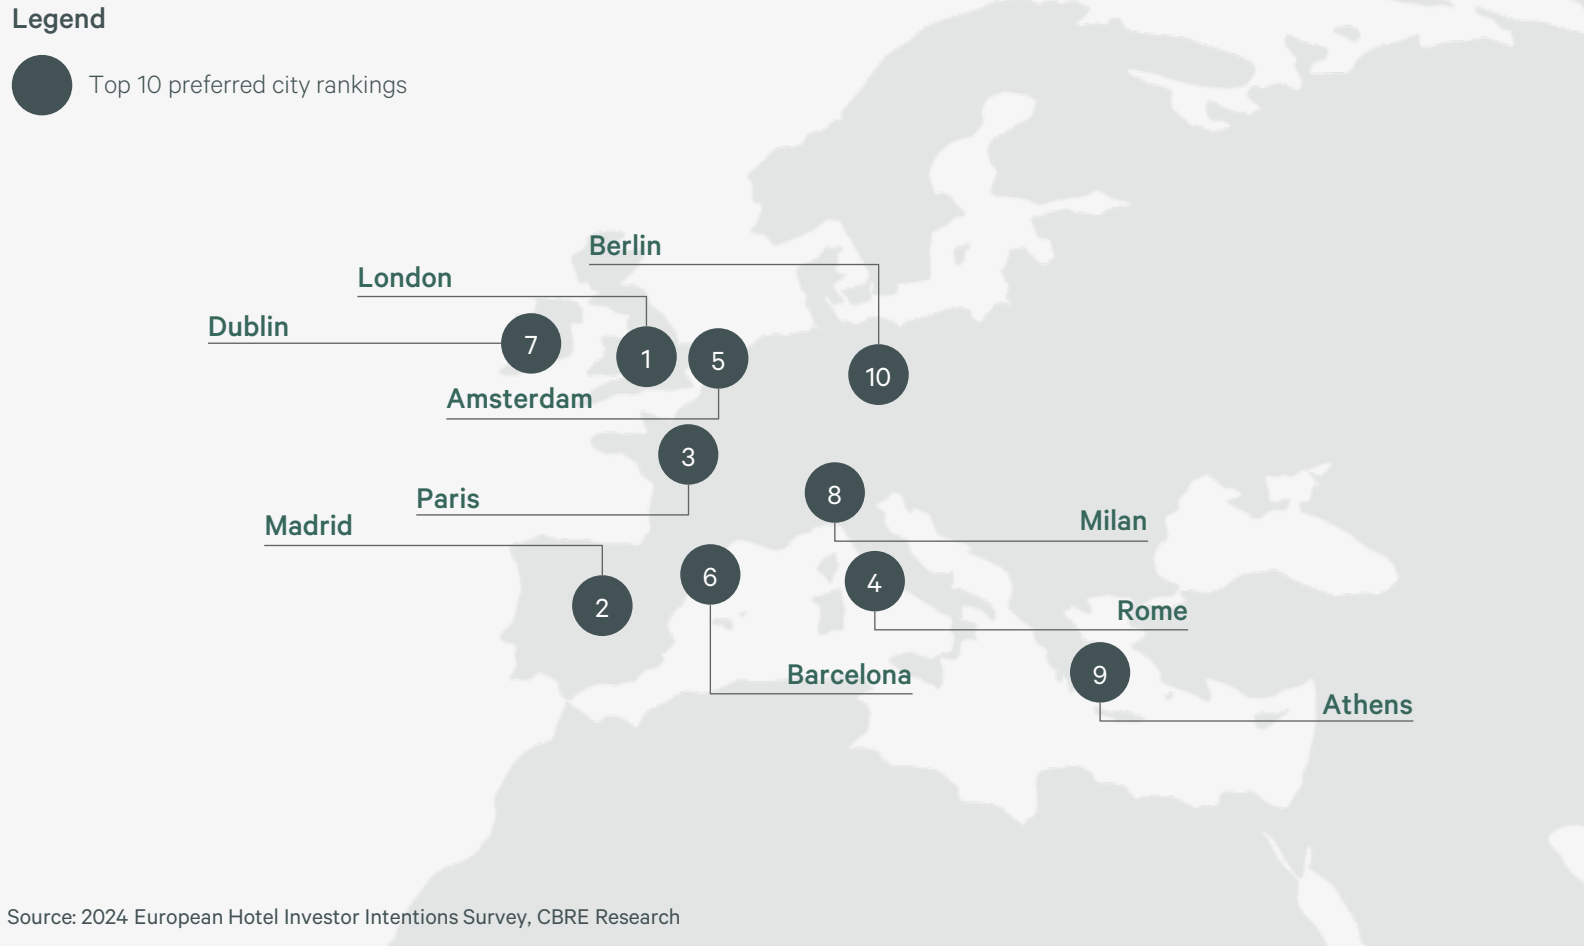 Legend
Top 10 preferred city rankings
Berlin
London
Dublin
7
1
5
10
Amsterdam
3
Paris
8
Madrid
Milan
6
4
2
Rome
9
Barcelona
Athens
Source: 2024 European Hotel Investor Intentions Survey, CBRE Research